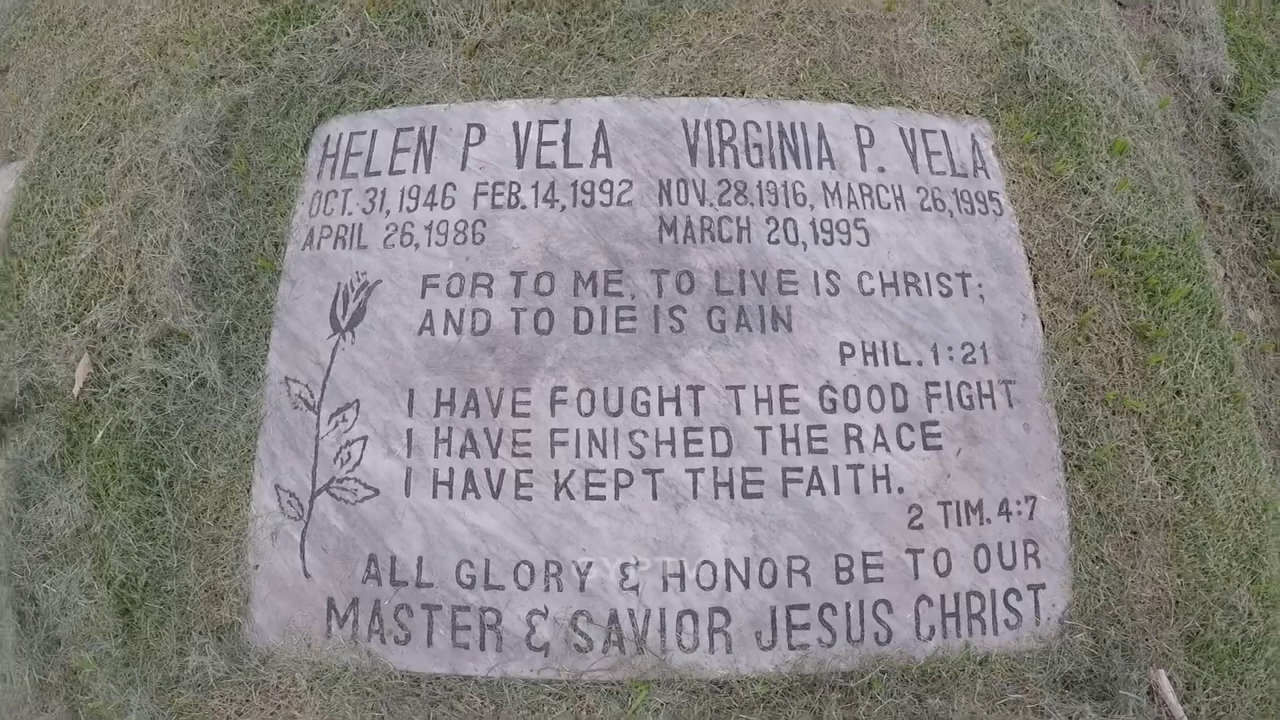 HELEN P VELA VIRGINIA P. VELA
OCT. 31, 1946 FEB. 14, 1992 NOV. 28, 1916, MARCH 26, 1995
APRIL 26, 1986 MARCH 20, 1995
FOR TO ME, TO LIVE IS CHRIST;
AND TO DIE IS GAIN
PHIL. 1:21
I HAVE FOUGHT THE GOOD FIGHT
I HAVE FINISHED THE RACE
I HAVE KEPT THE FAITH.
2 TIM. 4:7
ALL GLORY & HONOR BE TO OUR
MASTER & SAVIOR JESUS CHRIST